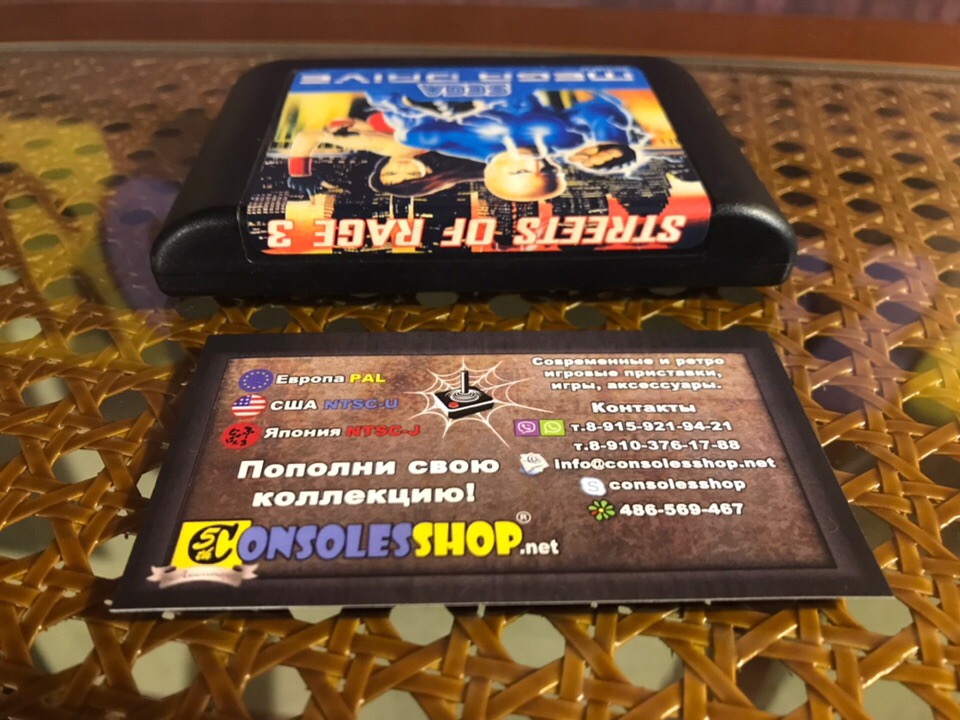 MEGA DRIVE
SEGA
STREETS OF RAGE 3
Европа PAL
США NTSC-U
Япония NTSC-J
Пополни свою
коллекцию!
CONSOLESSHOP.net
®
Современные и ретро
игровые приставки,
игры, аксессуары.
Контакты
т.8-915-921-94-21
т.8-910-376-17-88
info@consolesshop.net
consolesshop
486-569-467